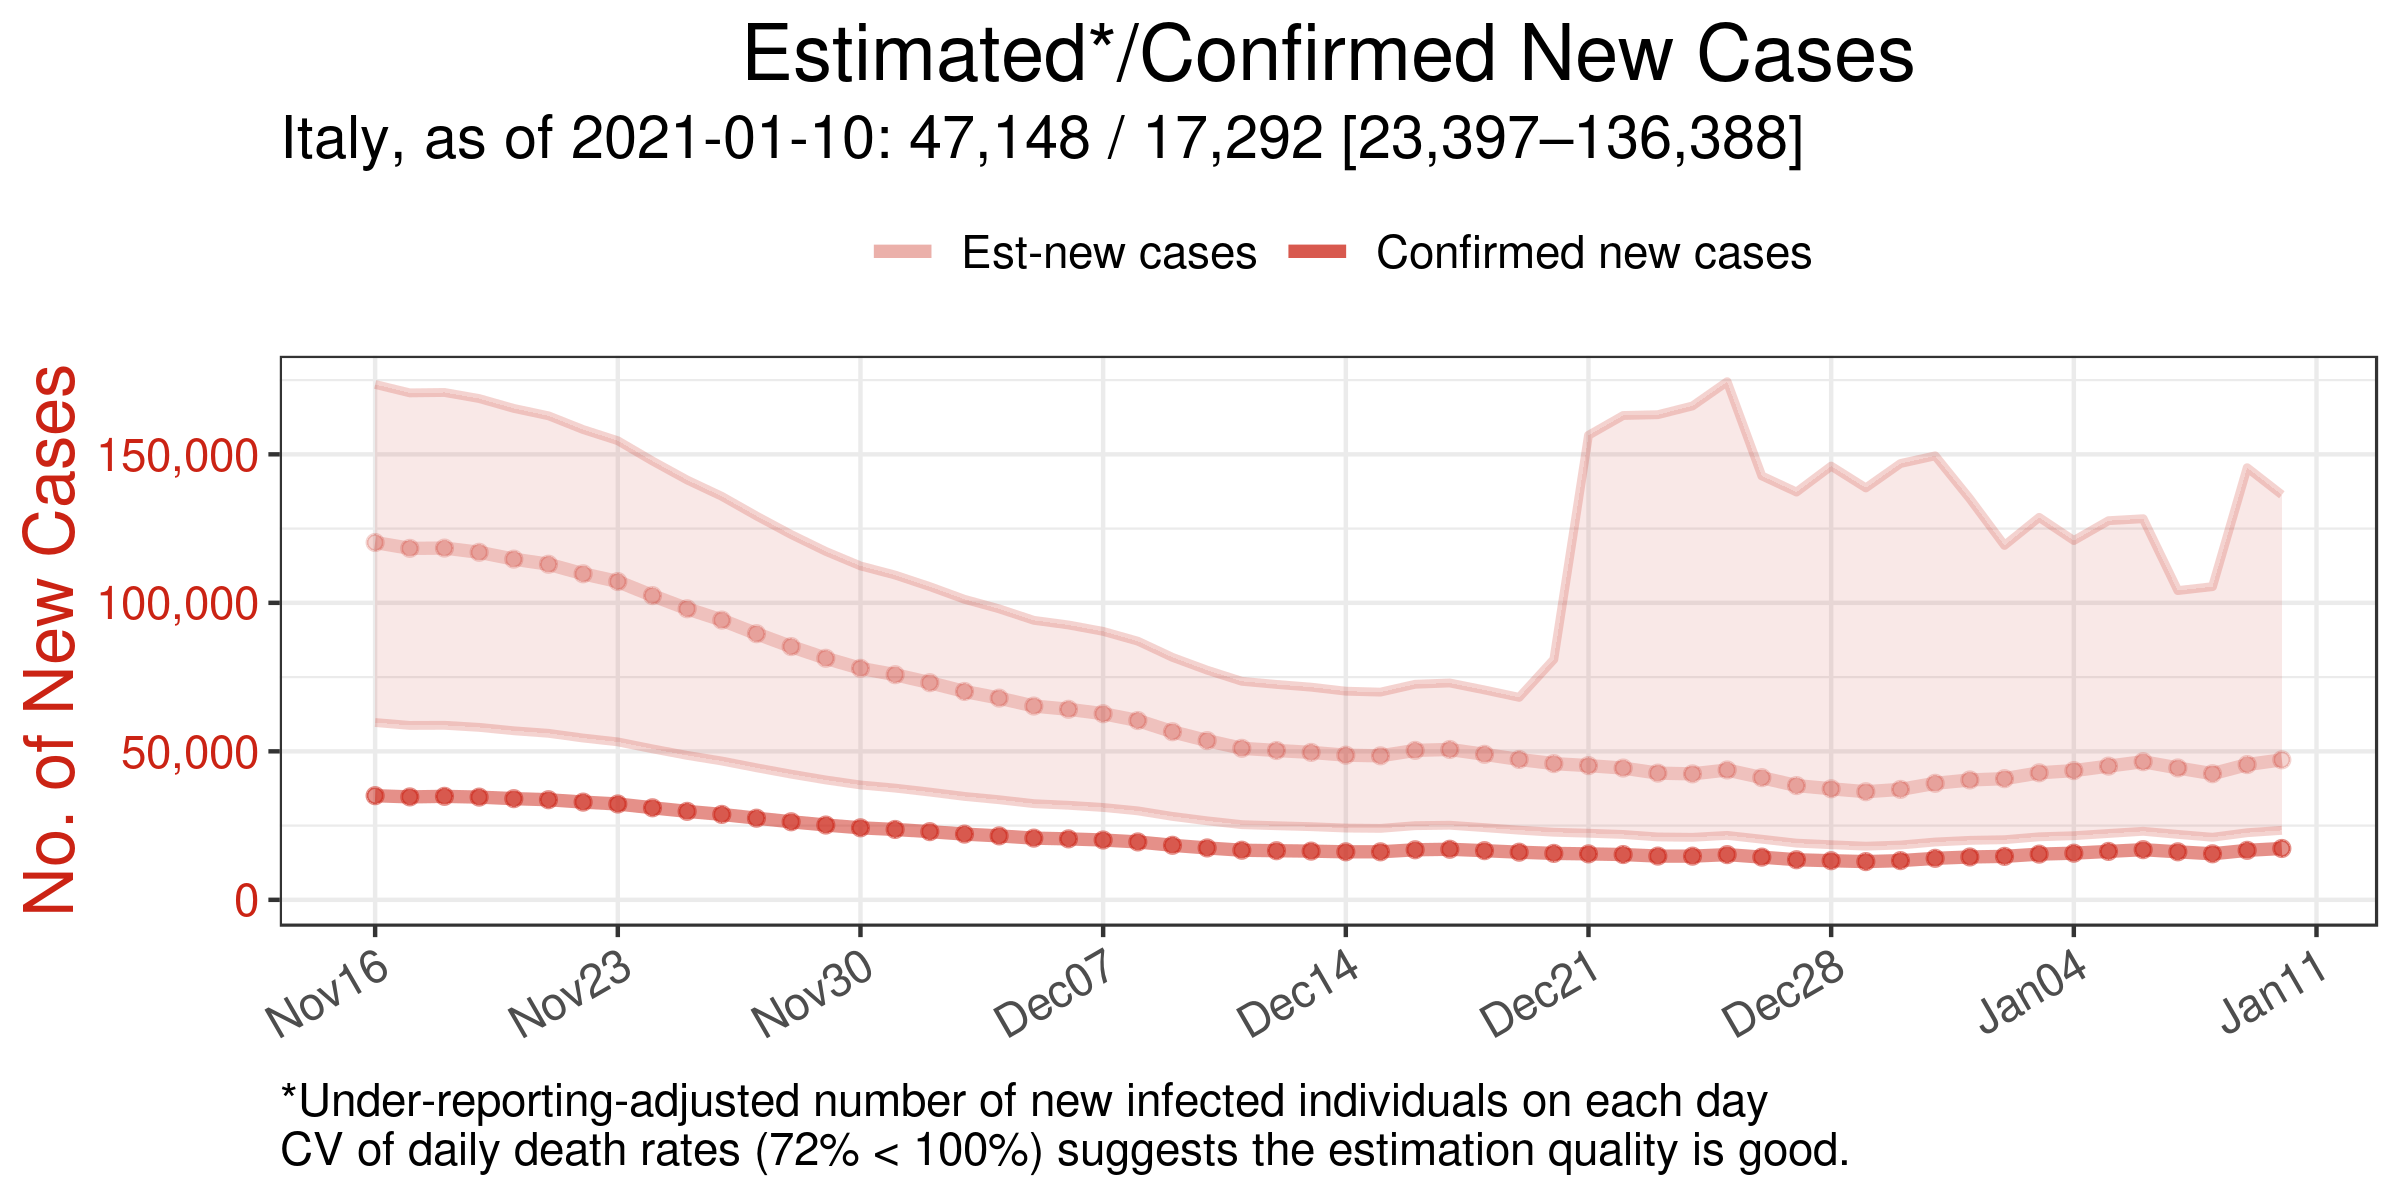 Estimated*/Confirmed New Cases
Italy, as of 2021-01-10: 47,148 / 17,292 [23,397–136,388]
Est-new cases Confirmed new cases
No. of New Cases
150,000
100,000
50,000
0
Nov16 Nov23 Nov30 Dec07 Dec14 Dec21 Dec28 Jan04 Jan11
*Under-reporting-adjusted number of new infected individuals on each day
CV of daily death rates (72% < 100%) suggests the estimation quality is good.